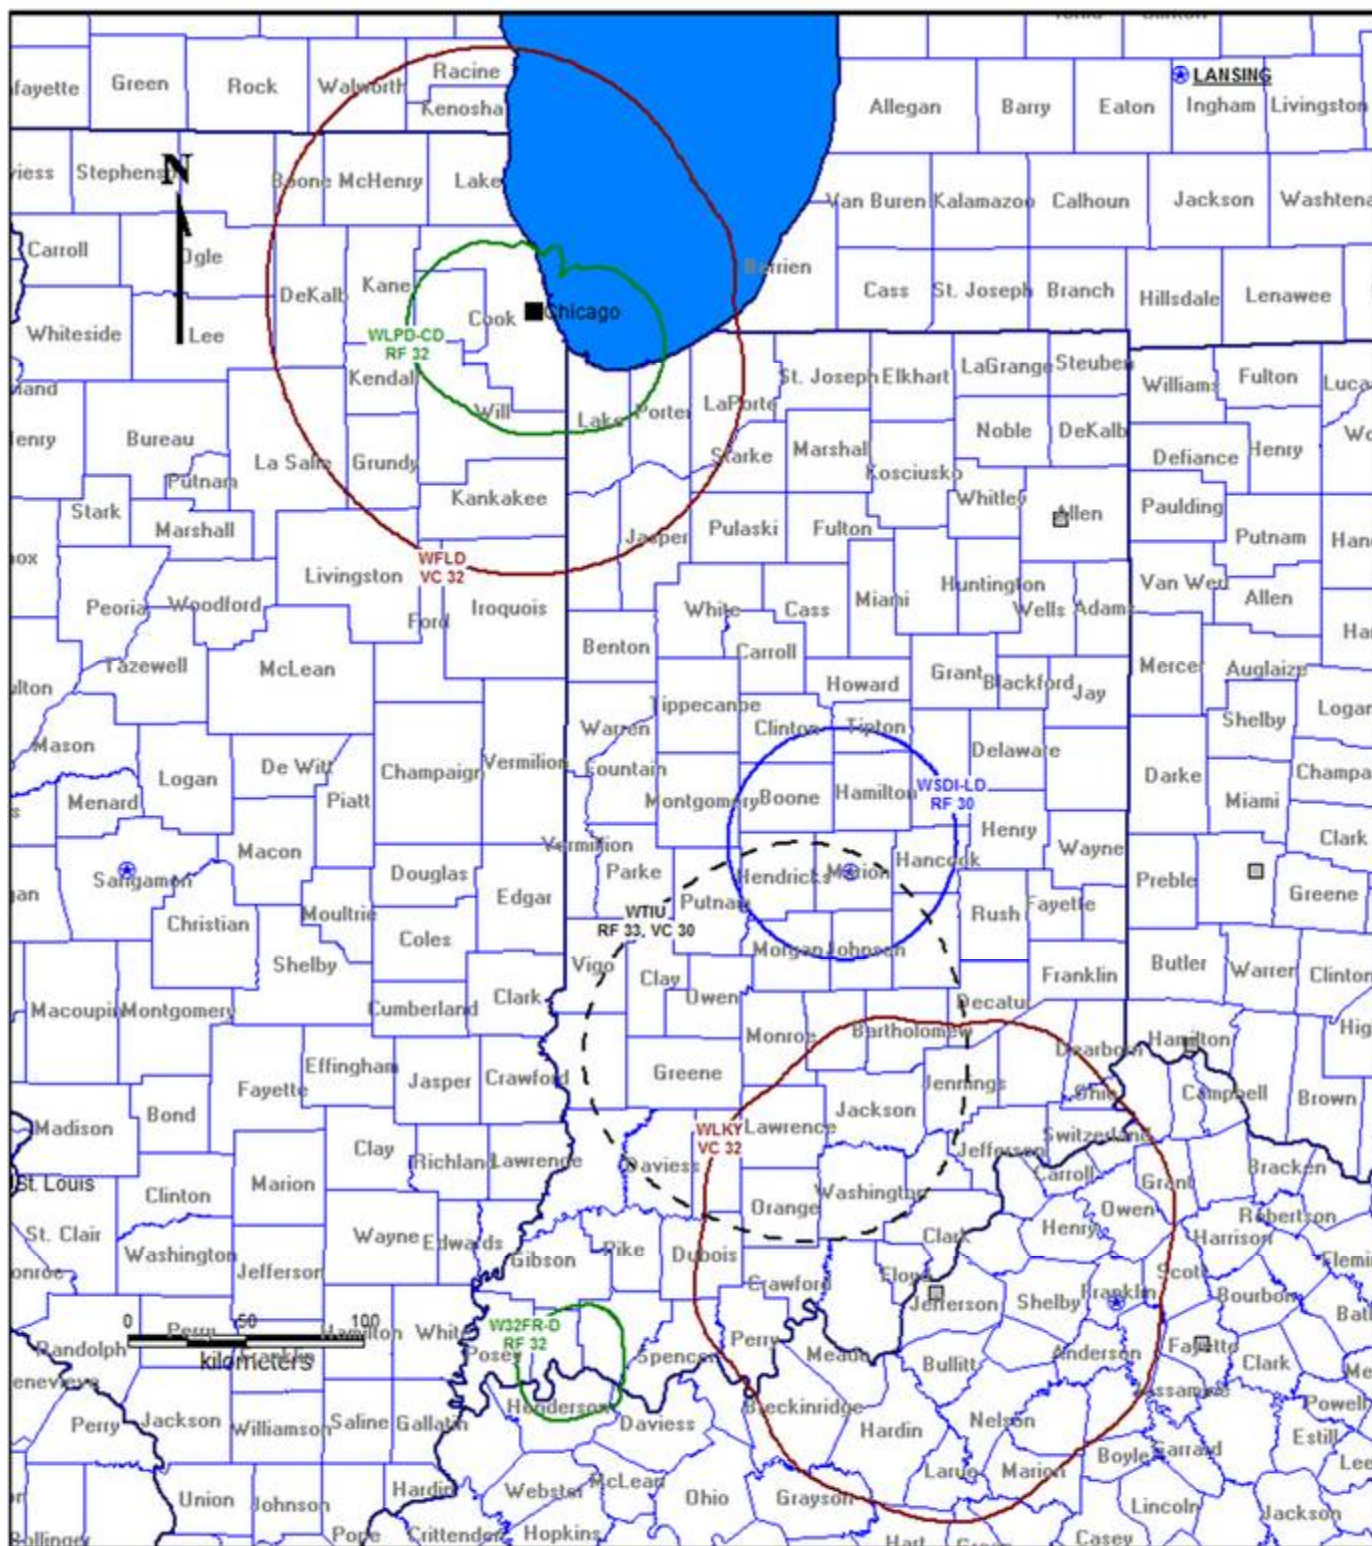 Green
Rock
Walworth
Racine
Kenosha
LANSING
Allegan
Barry
Eaton
Ingham
Livingston
Stephenson
N
Boone
McHenry
Lake
Van Buren
Kalamazoo
Calhoun
Jackson
Washtena
Carroll
Ogle
Kane
DeKalb
Berrien
Cass
St. Joseph
Branch
Hillsdale
Lenawee
Whiteside
Lee
WLPD-CD
RF 32
Cook
Chicago
Kendall
Will
Lake
Porter
LaPorte
St. Joseph
Elkhart
LaGrange
Steuben
Williams
Fulton
Lucas
Henry
Bureau
Putnam
La Salle
Grundy
Starke
Marshall
Kosciusko
Noble
DeKalb
Defiance
Henry
Stark
Marshall
Kankakee
Jasper
Pulaski
Fulton
Whitley
Allen
Paulding
Putnam
WFLD
VC 32
Livingston
Ford
Iroquois
Peoria
Woodford
White
Cass
Miami
Huntington
Wells
Adams
Van Wert
Allen
Tazewell
McLean
Benton
Carroll
Howard
Grant
Blackford
Jay
Mercer
Auglaize
Tippecanoe
Warren
Clinton
Tipton
Shelby
Logan
Mason
Logan
De Witt
Piatt
Champaign
Vermilion
Fountain
Delaware
Darke
Champa
Menard
Montgomery
Boone
Hamilton
WSDI-LD
RF 30
Miami
Henry
Wayne
Clark
Macon
Sangamon
Vermillion
Parke
Putnam
Hendricks
Marion
Hancock
Preble
Greene
Christian
Moultrie
Douglas
Edgar
WTIU
RF 33, VC 30
Rush
Fayette
Shelby
Coles
Vigo
Clay
Owen
Morgan
Johnson
Franklin
Butler
Warren
Clinton
Macoupin
Montgomery
Cumberland
Clark
Decatur
Monroe
Bartholomew
Dearborn
Hamilton
Effingham
Fayette
Jasper
Crawford
Greene
Jennings
Ohio
Campbell
Brown
Bond
Madison
Clay
Richland
Lawrence
Daviess
WLKY
VC 32
Lawrence
Jackson
Switzerland
Jefferson
Carroll
Grant
Bracken
St. Louis
Clinton
Marion
Orange
Washington
Owen
Robertson
St. Clair
Washington
Wayne
Edwards
Gibson
Pike
Dubois
Clark
Henry
Harrison
Jefferson
Crawford
Floyd
Jefferson
Shelby
Franklin
Scott
Bourbon
0
50
100
kilometers
Randolph
Perry
Franklin
Hamilton
White
Posey
W32FR-D
RF 32
Spencer
Perry
Meade
Bullitt
Anderson
Fayette
Clark
Perry
Jackson
Williamson
Saline
Gallatin
Henderson
Daviess
Breckinridge
Hardin
Nelson
Powell
Estill
Union
Johnson
Hardin
Webster
McLean
Ohio
Grayson
Larue
Marion
Boyle
Garrard
Lincoln
Jackson
Pope
Crittenden
Hopkins
Hart
Casey